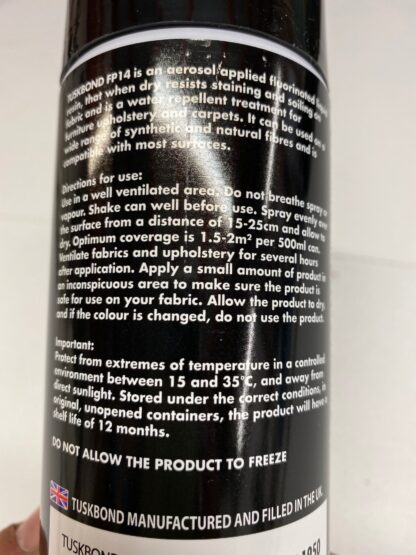 TUSKBOND FP14 is an aerosol applied fluorinated liquid
resin, that when dry resists staining and soiling on
fabric and is a water repellent treatment for
furniture upholstery and carpets. It can be used on a
wide range of synthetic and natural fibres and is
compatible with most surfaces.
Directions for use:
Use in a well ventilated area. Do not breathe spray or
vapour. Shake can well before use. Spray evenly over
the surface from a distance of 15-25cm and allow to
dry. Optimum coverage is 1.5-2m² per 500ml can.
Ventilate fabrics and upholstery for several hours
after application. Apply a small amount of product in
an inconspicuous area to make sure the product is
safe for use on your fabric. Allow the product to dry,
and if the colour is changed, do not use the product.
Important:
Protect from extremes of temperature in a controlled
environment between 15 and 35°C, and away from
direct sunlight. Stored under the correct conditions, in
original, unopened containers, the product will have a
shelf life of 12 months.
DO NOT ALLOW THE PRODUCT TO FREEZE
TUSKBOND MANUFACTURED AND FILLED IN THE UK
TUSKBOND